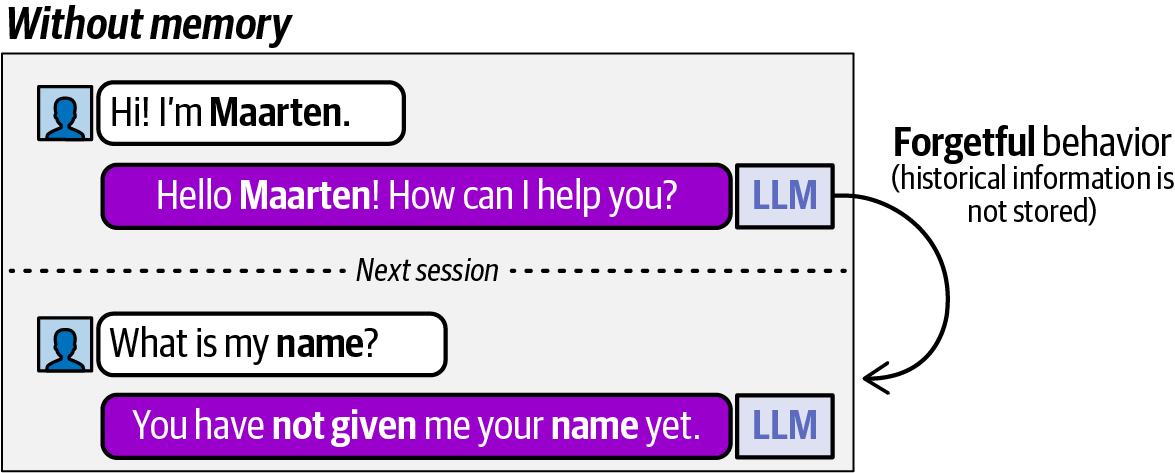 Without memory
Hi! I'm Maarten.
Hello Maarten! How can I help you?
LLM
Forgetful behavior
(historical information is
not stored)
Next session
What is my name?
You have not given me your name yet.
LLM